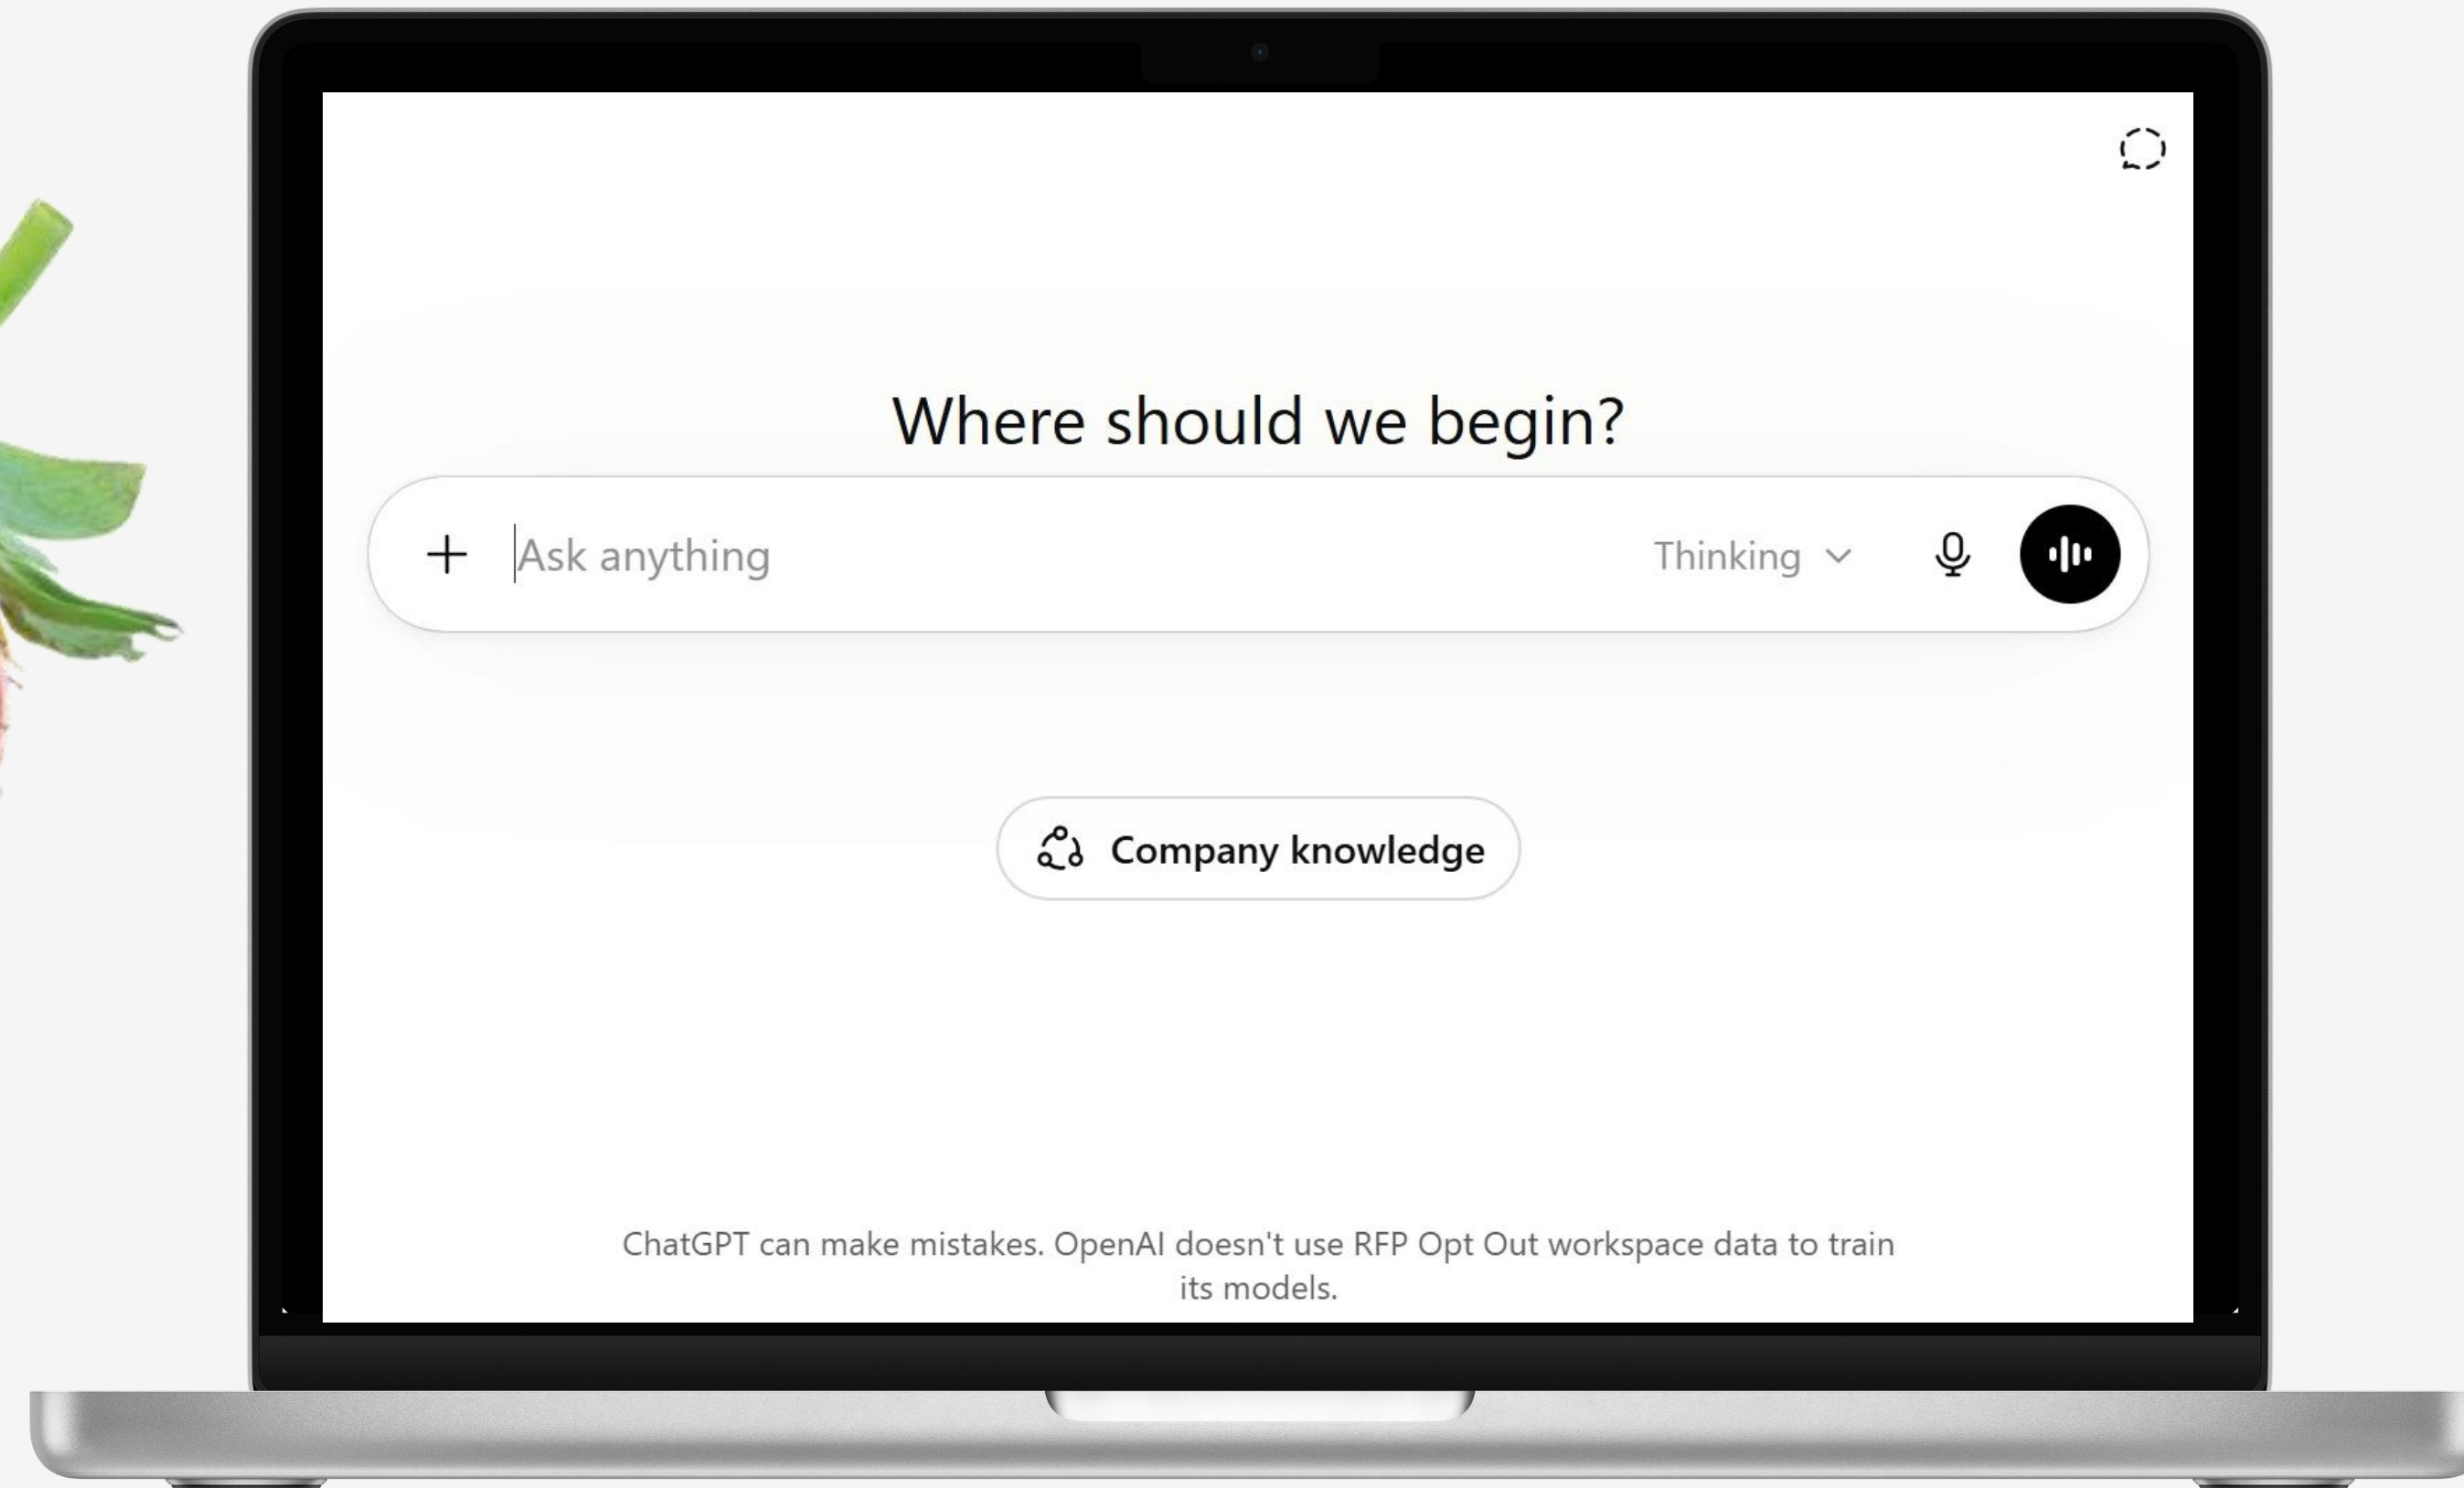 Where should we begin?
Ask anything
Thinking
Company knowledge
ChatGPT can make mistakes. OpenAI doesn't use RFP Opt Out workspace data to train
its models.